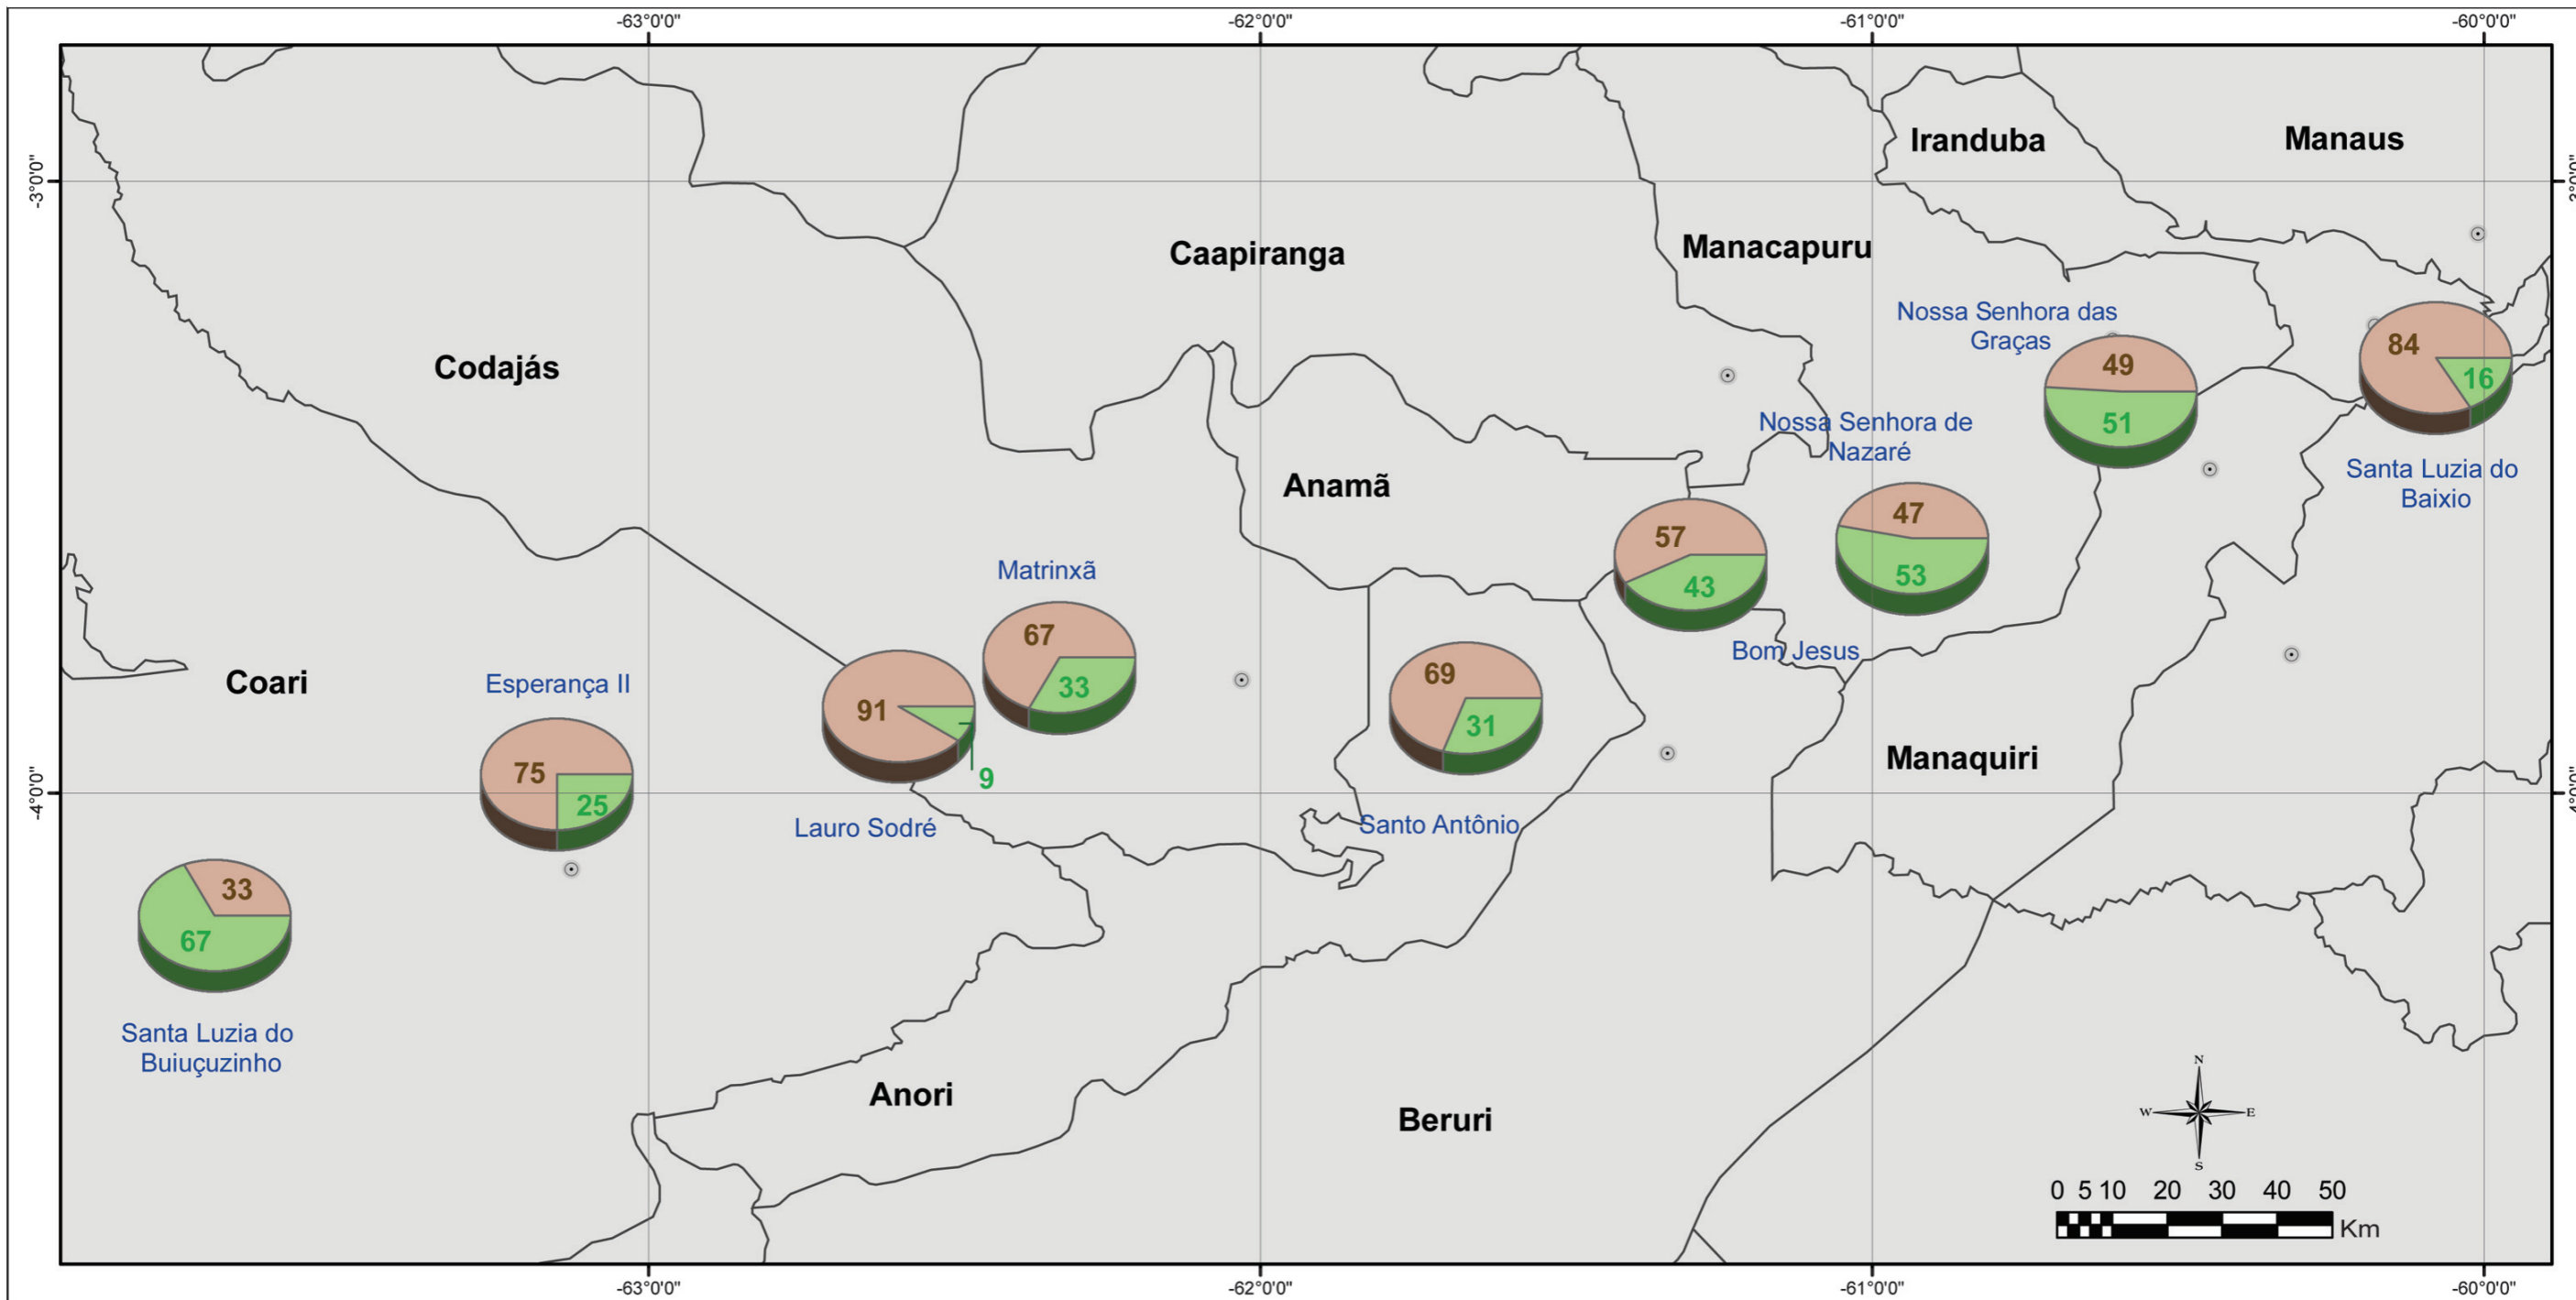 -63°0'0"
-62°0'0"
-61°0'0"
-60°0'0"
Iranduba
Manaus
-3°0'0"
Caapiranga
Manacapuru
Nossa Senhora das
Graças
84
16
49
51
Codajás
Nossa Senhora de
Nazaré
Santa Luzia do
Baixio
Anamã
47
53
57
43
Matrinxã
67
33
Bom Jesus
Coari
Esperança II
69
31
91
9
75
25
Manaquiri
-4°0'0"
Lauro Sodré
Santo Antônio
33
67
Santa Luzia do
Buiuçuzinho
Anori
Beruri
N
W
E
S
0 5 10 20 30 40 50
Km
-63°0'0"
-62°0'0"
-61°0'0"
-60°0'0"